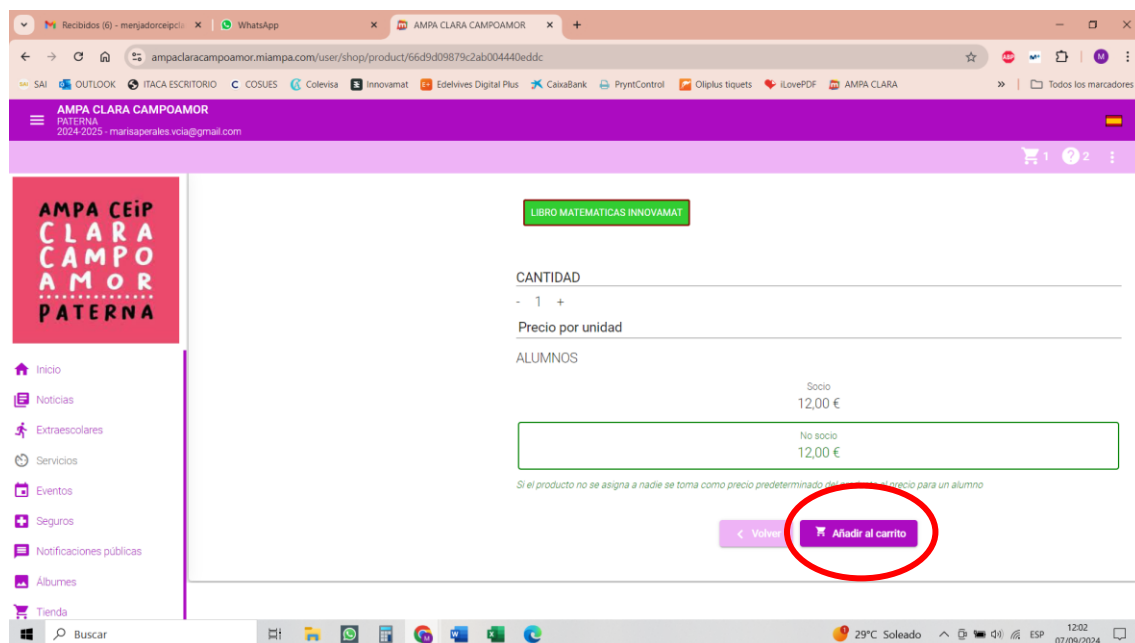 Recibidos (6) - menjadorceipcla
WhatsApp
AMPA CLARA CAMPOAMOR
ampaclaracampoamor.miampa.com/user/shop/product/66d9d09879c2ab004440eddc
SAI OUTLOOK ITACA ESCRITORIO COSUES Colevisa Innovamat Edelvives Digital Plus CaixaBank PryntControl Oliplus tiquets iLovePDF AMPA CLARA » Todos los marcadores
AMPA CLARA CAMPOAMOR
PATERNA
2024-2025 - marisaperales.vcia@gmail.com
1 2
AMPA CEiP
CLARA
CAMPO
AMOR
PATERNA
Inicio
Noticias
Extraescolares
Servicios
Eventos
Seguros
Notificaciones públicas
Álbumes
Tienda
LIBRO MATEMATICAS INNOVAMAT
CANTIDAD
- 1 +
Precio por unidad
ALUMNOS
Socio
12,00 €
No socio
12,00 €
Si el producto no se asigna a nadie se toma como precio predeterminado del producto el precio para un alumno
Volver Añadir al carrito
Buscar
29°C Soleado ESP 12:02
07/09/2024